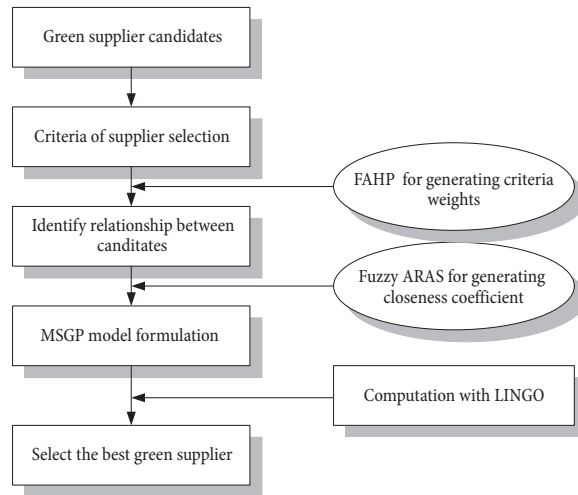 Green supplier candidates
Criteria of supplier selection
FAHP for generating criteria
weights
Identify relationship between
canditates
Fuzzy ARAS for generating
closeness coefficient
MSGP model formulation
Computation with LINGO
Select the best green supplier